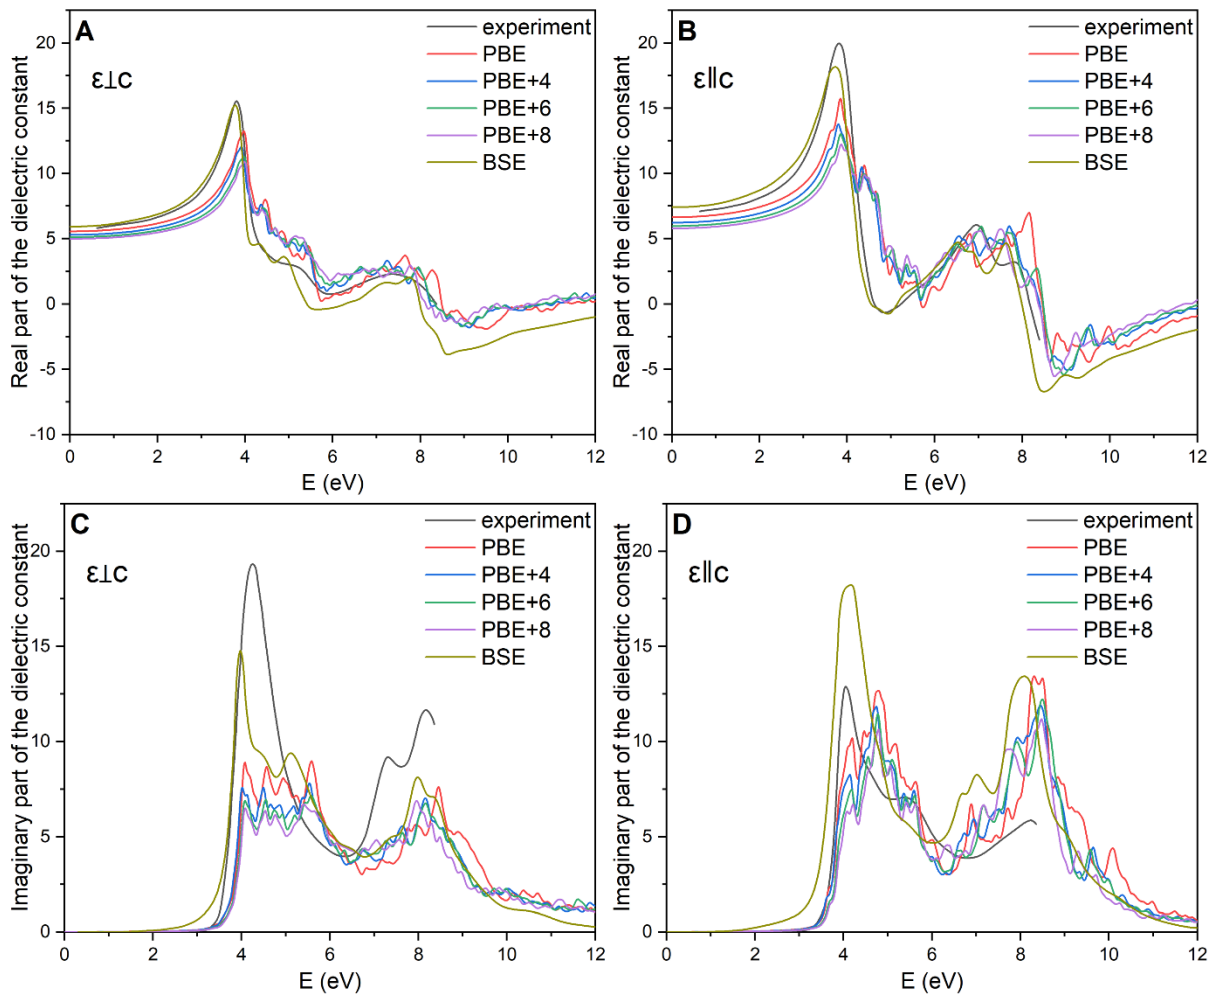 A
ε⊥c
experiment
PBE
PBE+4
PBE+6
PBE+8
BSE
Real part of the dielectric constant
20
15
10
5
0
-5
-10
0 2 4 6 8 10 12
E (eV)
B
ε∥c
experiment
PBE
PBE+4
PBE+6
PBE+8
BSE
Real part of the dielectric constant
20
15
10
5
0
-5
-10
0 2 4 6 8 10 12
E (eV)
C
ε⊥c
experiment
PBE
PBE+4
PBE+6
PBE+8
BSE
Imaginary part of the dielectric constant
20
15
10
5
0
0 2 4 6 8 10 12
E (eV)
D
ε∥c
experiment
PBE
PBE+4
PBE+6
PBE+8
BSE
Imaginary part of the dielectric constant
20
15
10
5
0
0 2 4 6 8 10 12
E (eV)